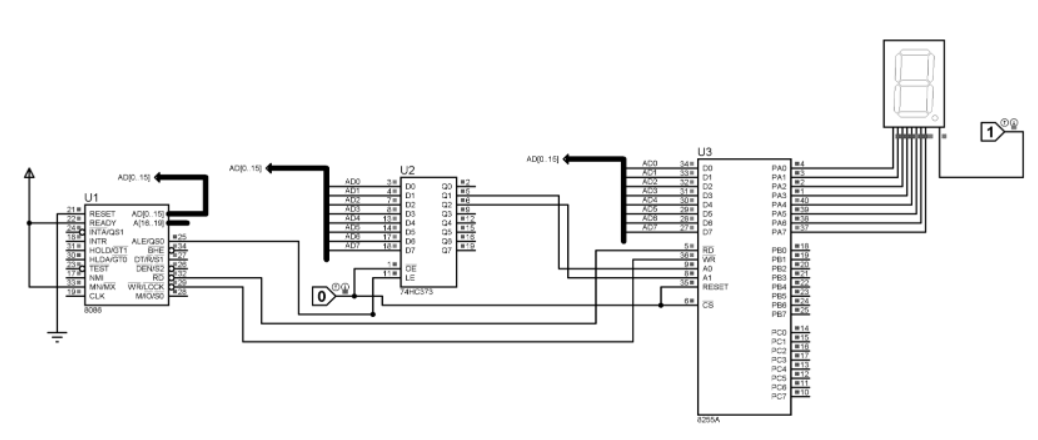 U1
21 RESET
22 READY
INTA/QS1
18 INTR
31 HOLD/GT1
30 HLDA/GT0
23 TEST
17 NMI
33 MN/MX
19 CLK
AD[0..15]
A[16..19]
ALE/QS0 25
BHE 34
DT/R/S1 27
DEN/S2 26
RD 32
WR/LOCK 29
M/IO/S0 28
8086
AD[0..15]
AD[0..15]
U2
AD0 3 D0 Q0 2
AD1 4 D1 Q1 5
AD2 7 D2 Q2 6
AD3 8 D3 Q3 9
AD4 13 D4 Q4 12
AD5 14 D5 Q5 15
AD6 17 D6 Q6 16
AD7 18 D7 Q7 19
1 OE
11 LE
74HC373
0
AD[0..15]
U3
AD0 34 D0
AD1 33 D1
AD2 32 D2
AD3 31 D3
AD4 30 D4
AD5 29 D5
AD6 28 D6
AD7 27 D7
5 RD
36 WR
9 A0
8 A1
35 RESET
6 CS
PA0 4
PA1 3
PA2 2
PA3 1
PA4 40
PA5 39
PA6 38
PA7 37
PB0 18
PB1 19
PB2 20
PB3 21
PB4 22
PB5 23
PB6 24
PB7 25
PC0 14
PC1 15
PC2 16
PC3 17
PC4 13
PC5 12
PC6 11
PC7 10
8255A
1